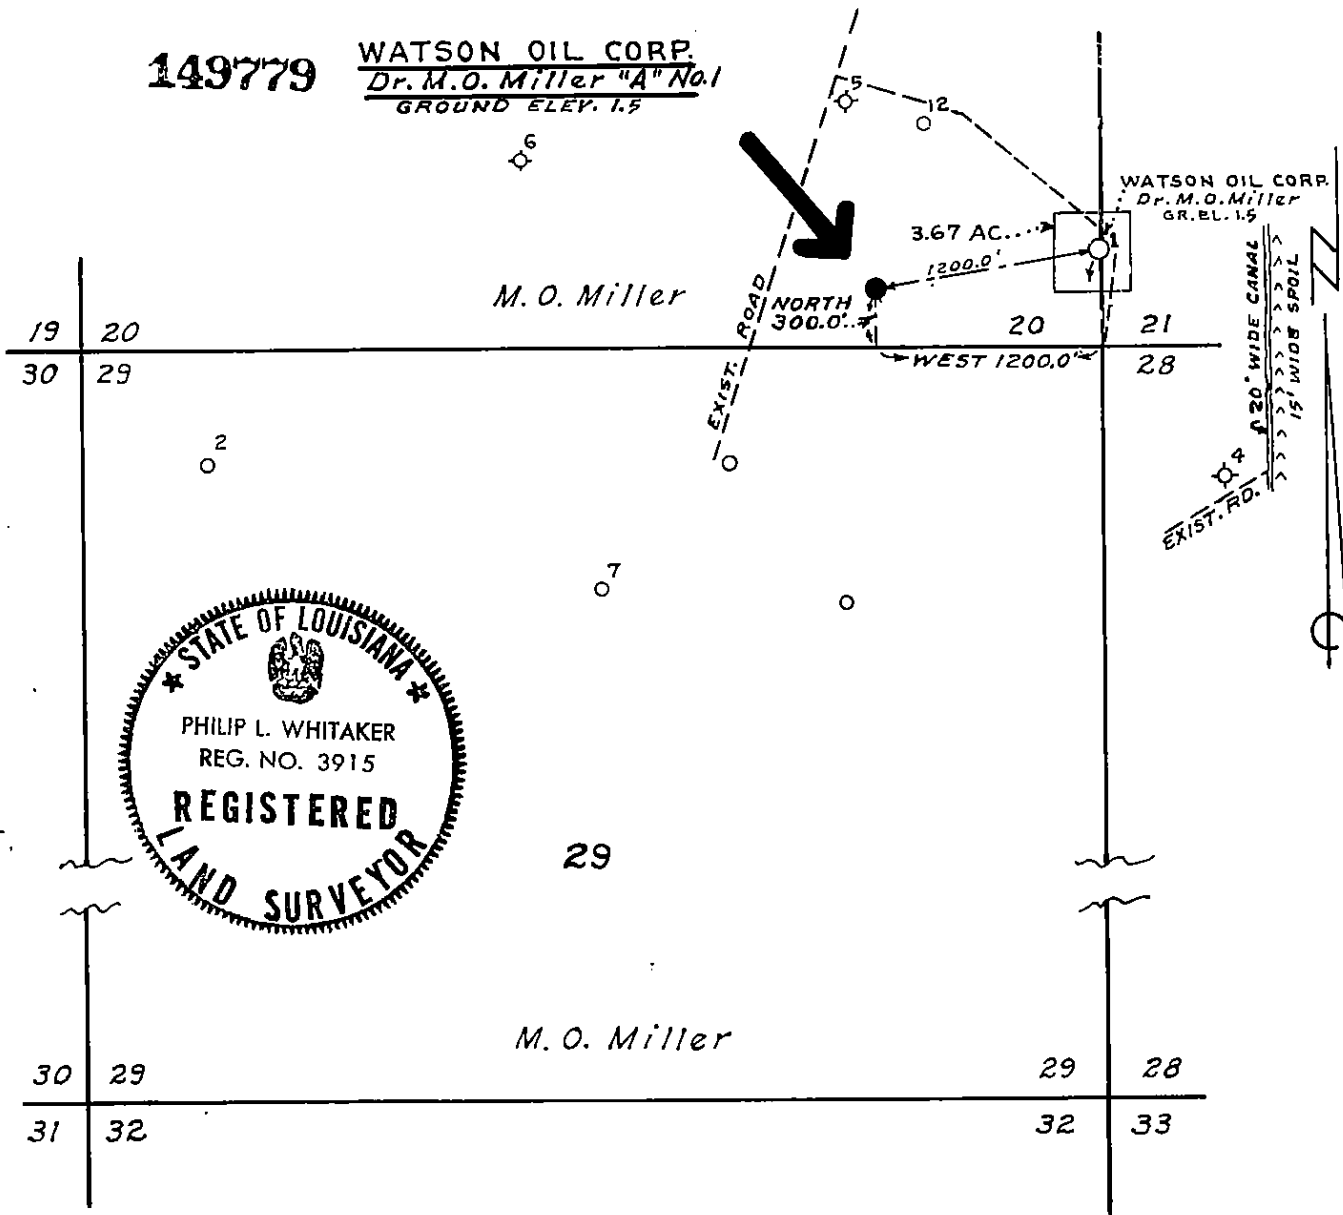 149779
WATSON OIL CORP.
Dr. M.O. Miller "A" No.1
GROUND ELEV. 1.5
5
12
6
WATSON OIL CORP.
Dr. M.O. Miller
GR. EL. 1.5
3.67 AC.
1
1200.0'
M. O. Miller
NORTH
300.0'
EXIST. ROAD
20' WIDE CANAL
15' WIDE SPOIL
N
19 20
20 21
30 29
WEST 1200.0'
28
2
4
EXIST. RD.
7
STATE OF LOUISIANA
PHILIP L. WHITAKER
REG. NO. 3915
REGISTERED
LAND SURVEYOR
29
M. O. Miller
30 29
29 28
31 32
32 33